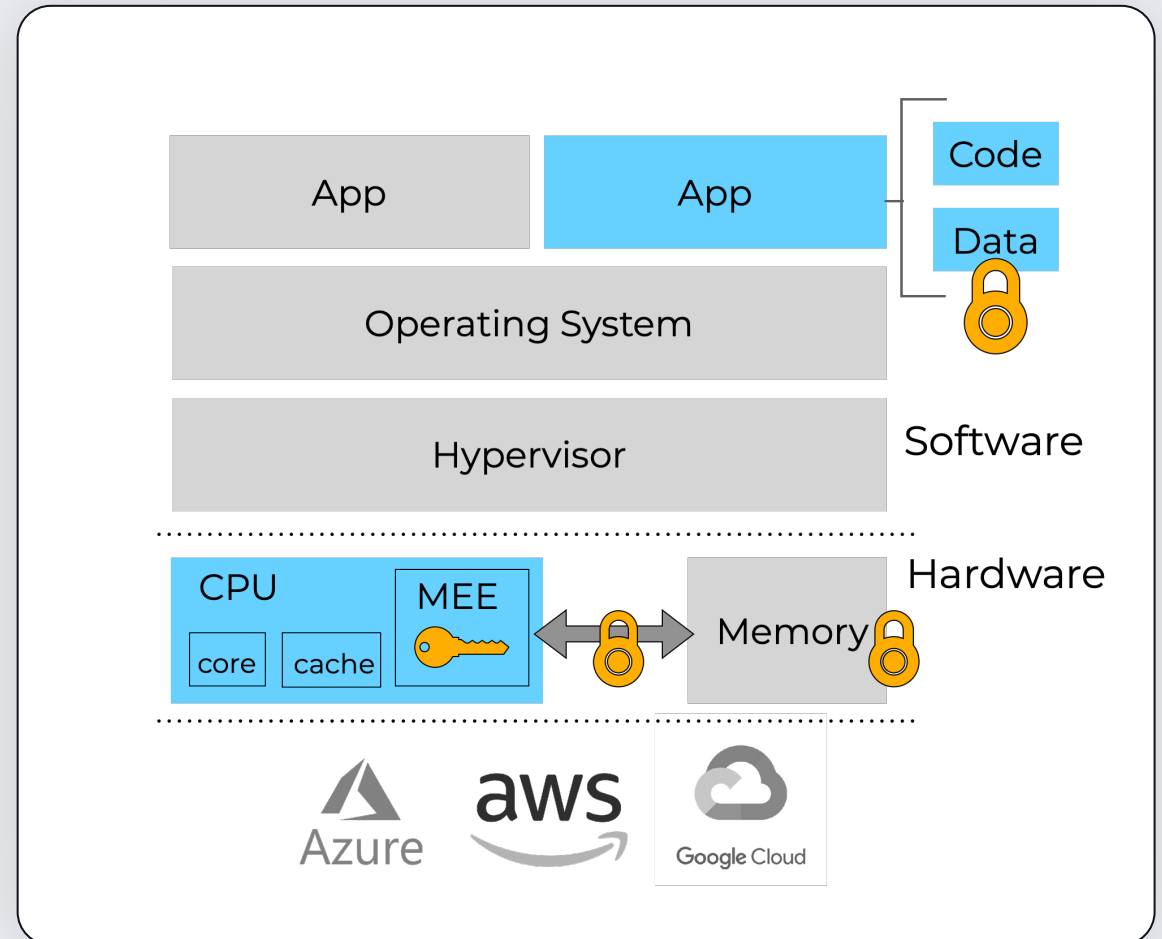 App
App
Code
Data
Operating System
Hypervisor
Software
Hardware
CPU
MEE
core
cache
Memory
Azure
aws
Google Cloud